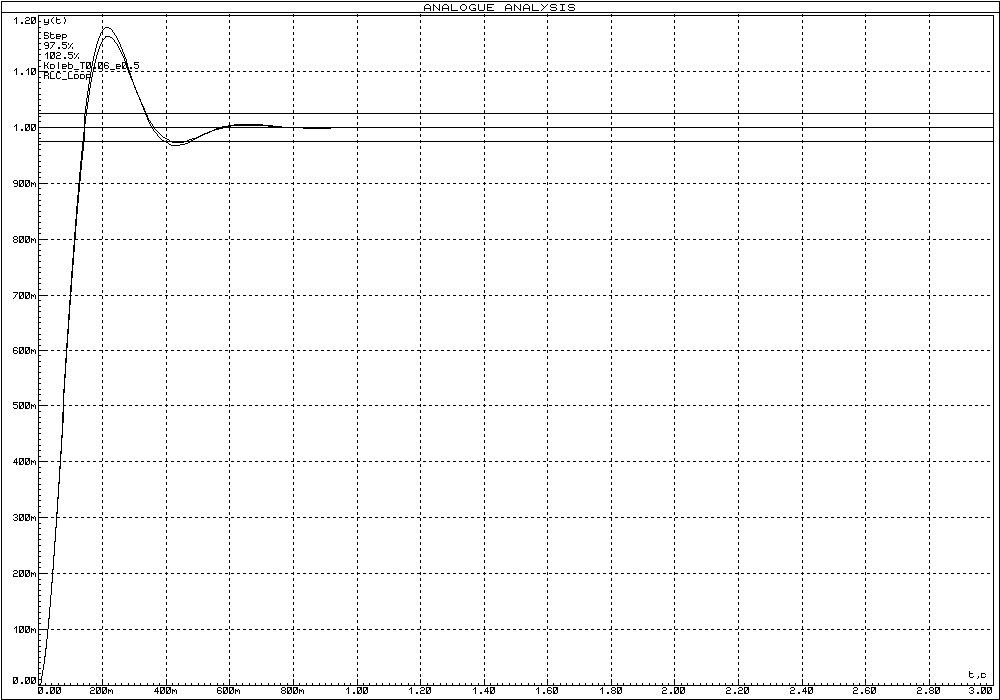 ANALOGUE ANALYSIS
1.20 y(t)
Step
97.5%
102.5%
Koleb_T0.06_e0.5
1.10
RLC_Loop
1.00
900m
800m
700m
600m
500m
400m
300m
200m
100m
t,c
0.00
0.00 200m 400m 600m 800m 1.00 1.20 1.40 1.60 1.80 2.00 2.20 2.40 2.60 2.80 3.00